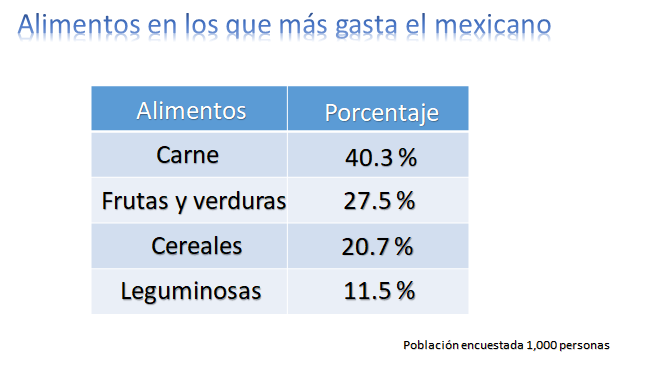 Alimentos en los que más gasta el mexicano
Alimentos Porcentaje
Carne 40.3 %
Frutas y verduras 27.5 %
Cereales 20.7 %
Leguminosas 11.5 %
Población encuestada 1,000 personas